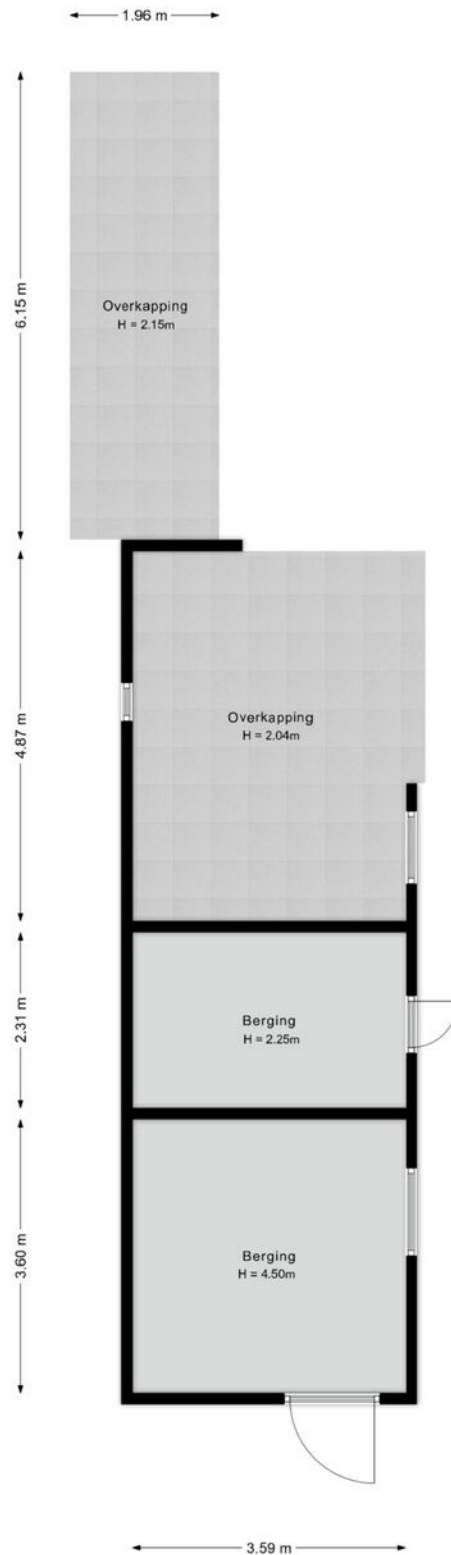 1.96 m
6.15 m
Overkapping
H = 2.15m
4.87 m
Overkapping
H = 2.04m
2.31 m
Berging
H = 2.25m
3.60 m
Berging
H = 4.50m
3.59 m